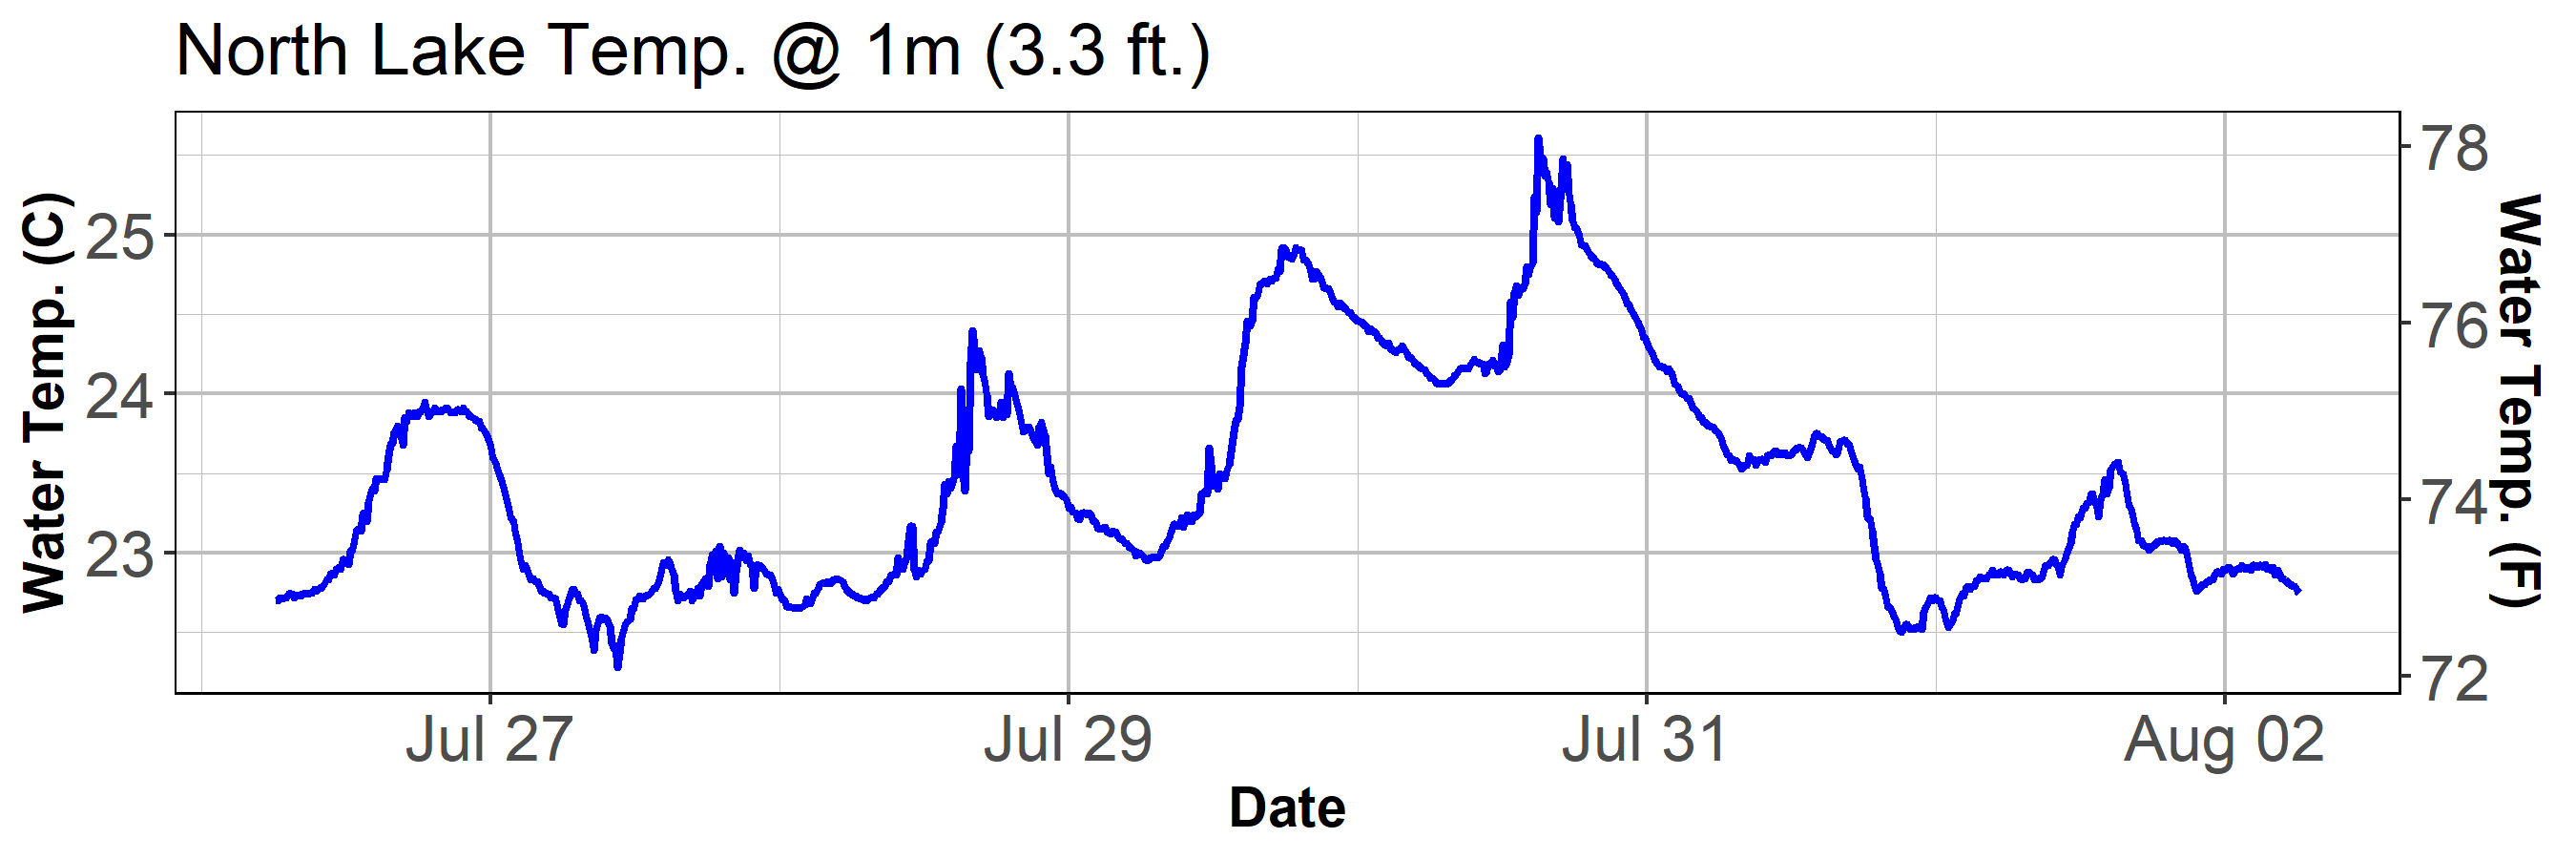 North Lake Temp. @ 1m (3.3 ft.)
Water Temp. (C)
25
24
23
78
76
74
72
Water Temp. (F)
Jul 27
Jul 29
Jul 31
Aug 02
Date